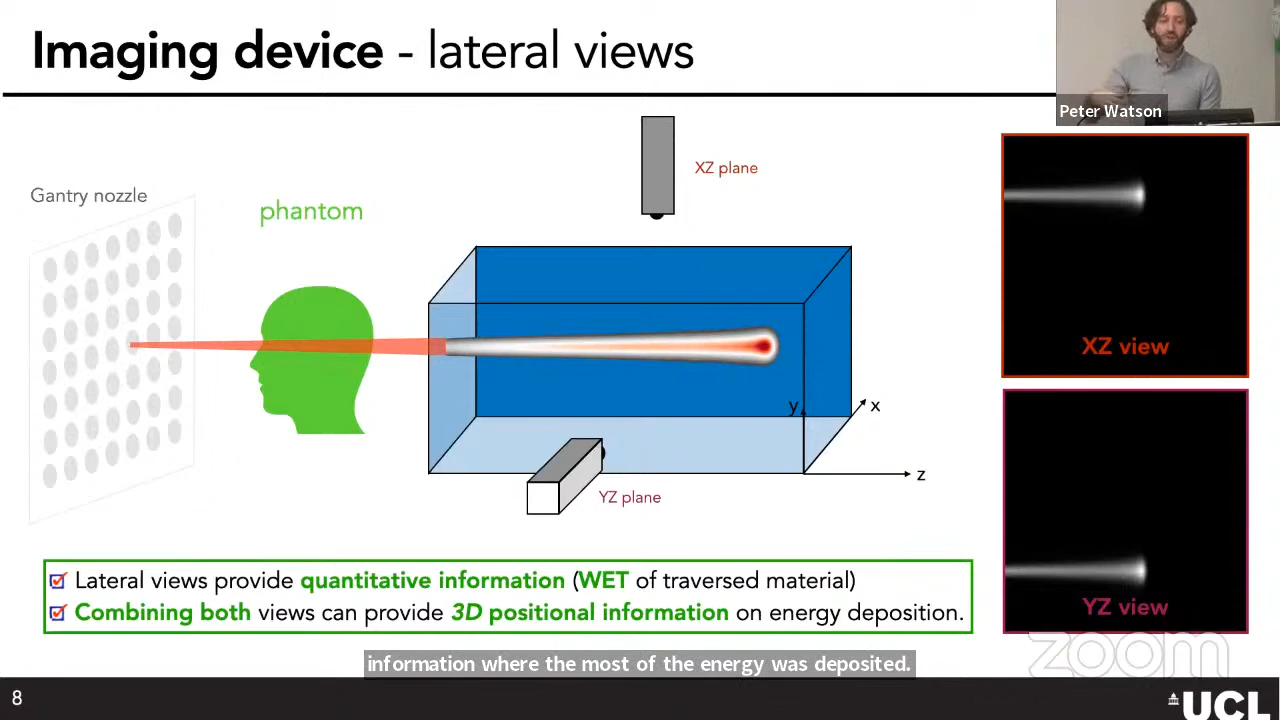 Imaging device - lateral views
Peter Watson
XZ plane
Gantry nozzle
phantom
y
x
z
YZ plane
XZ view
YZ view
Lateral views provide quantitative information (WET of traversed material)
Combining both views can provide 3D positional information on energy deposition.
information where the most of the energy was deposited.
zoom
8
UCL